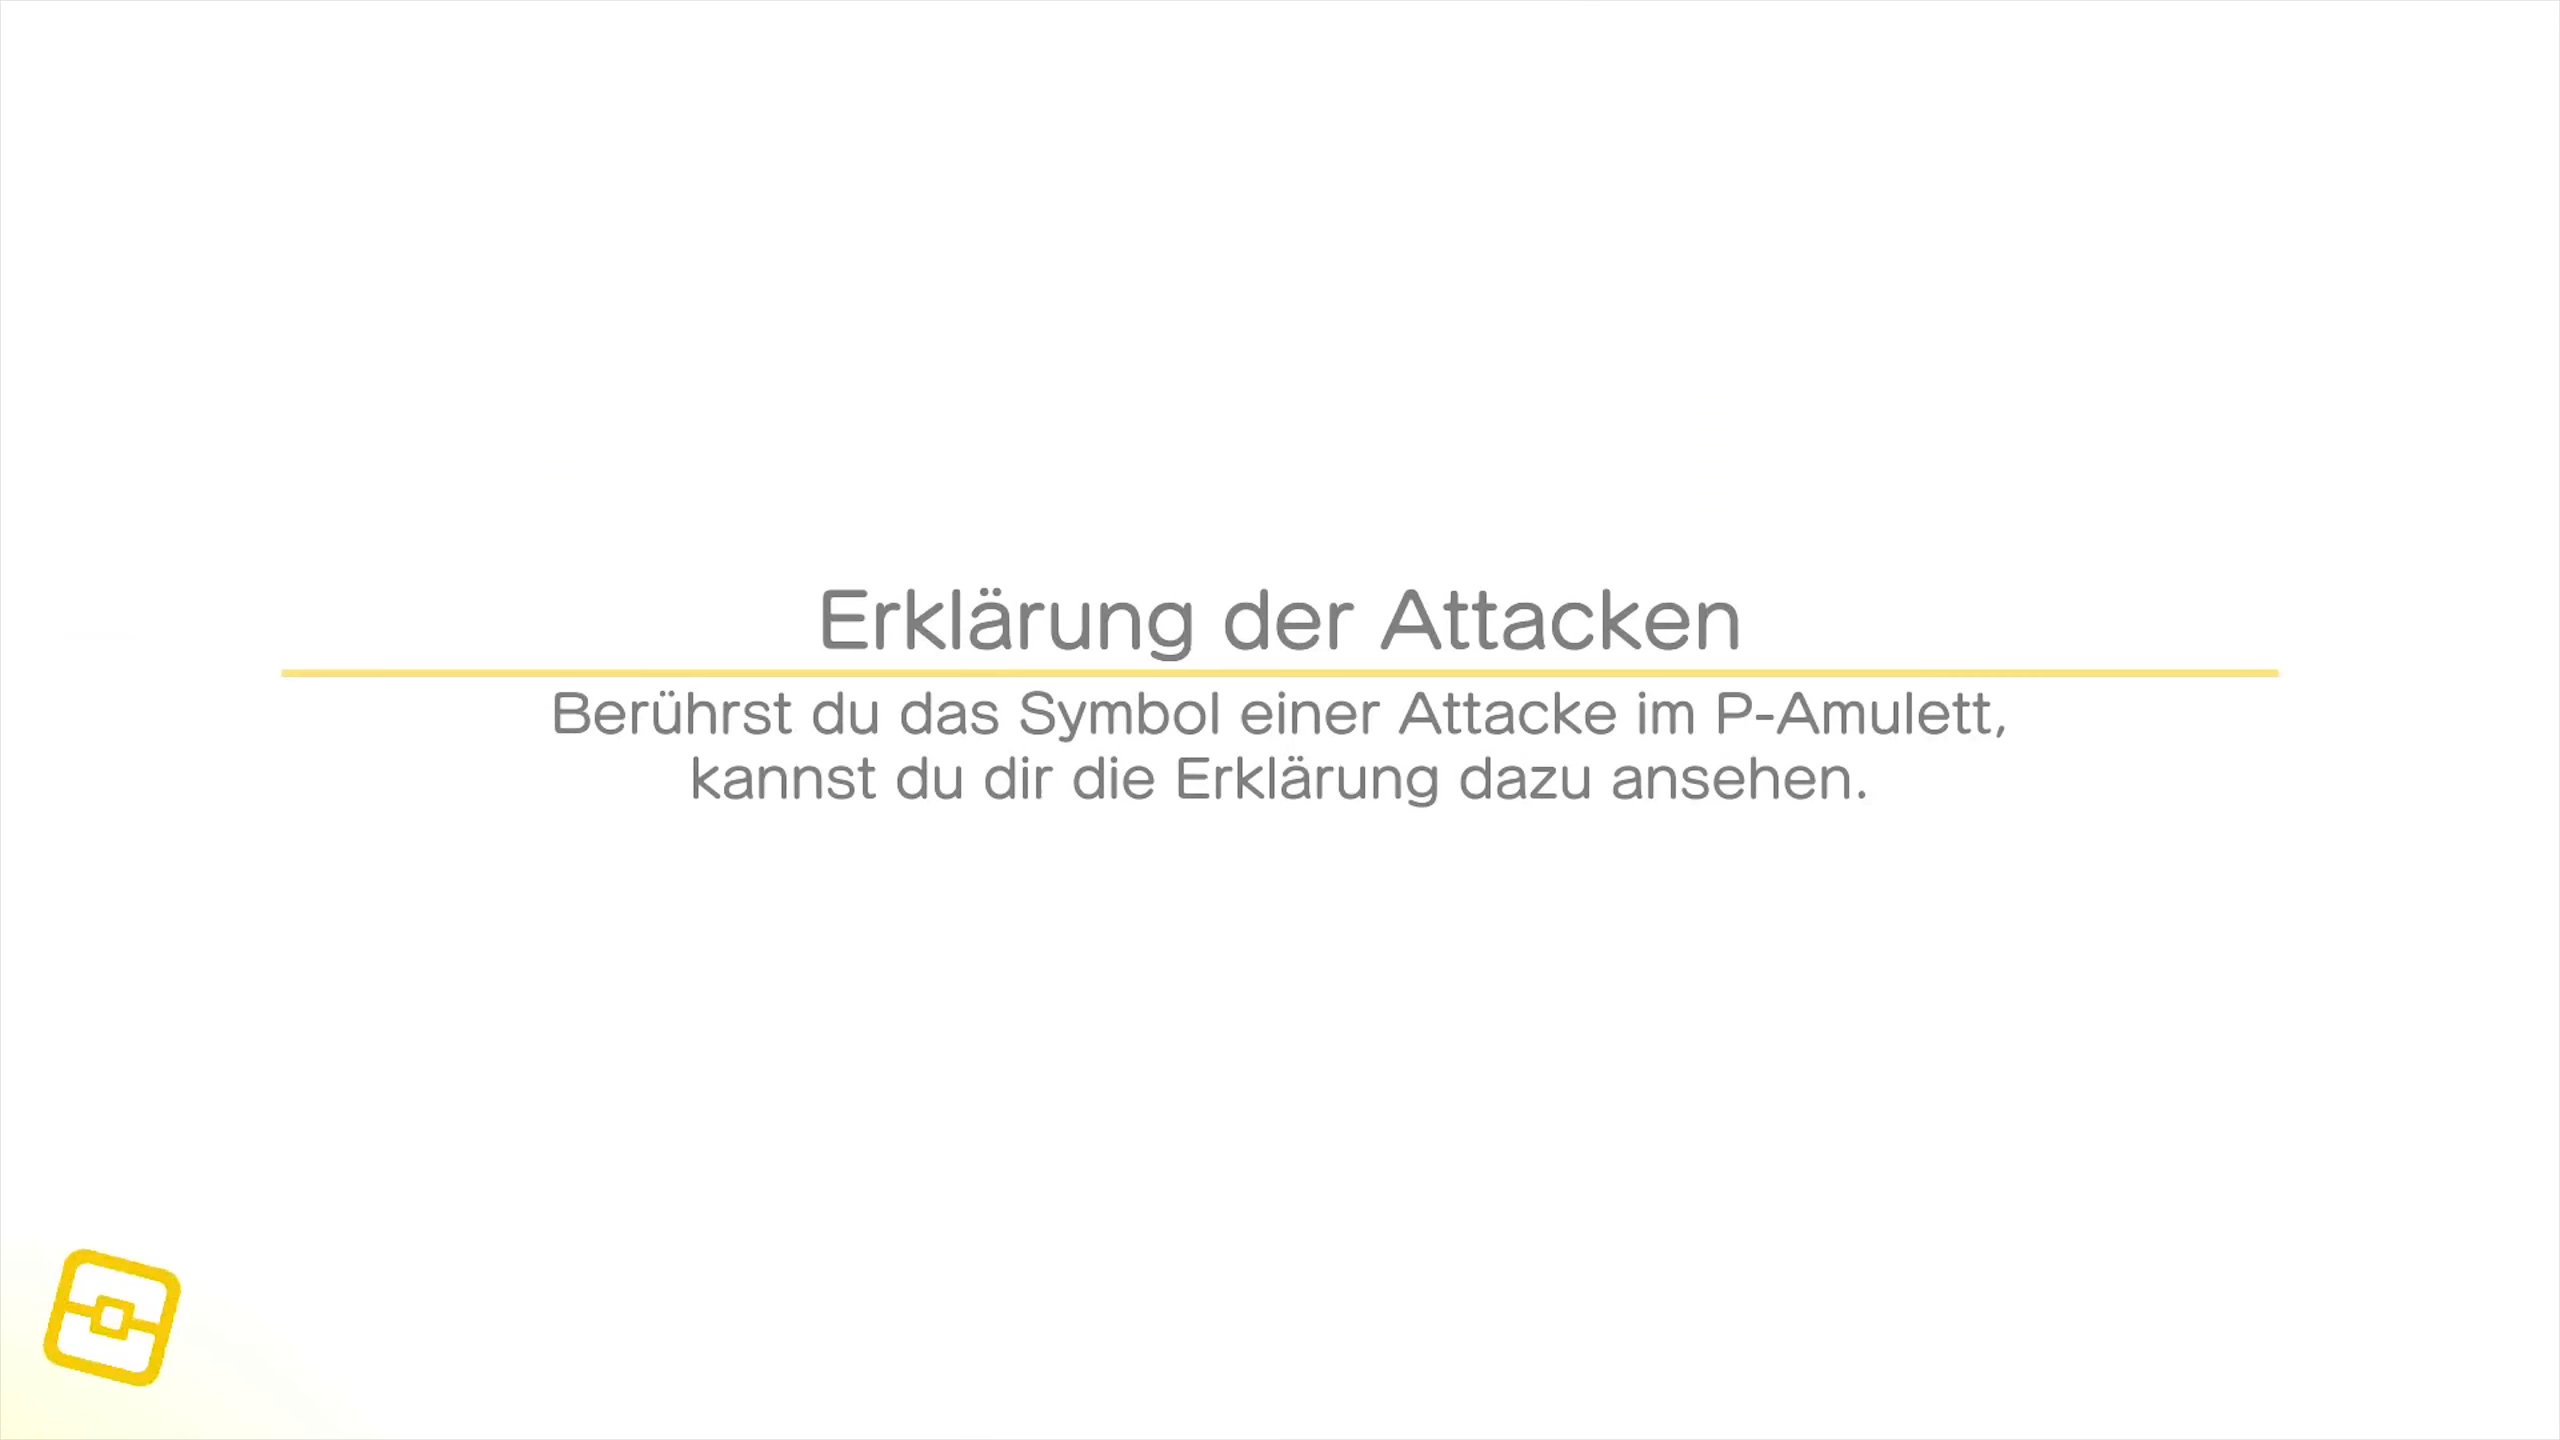 Erklärung der Attacken
Berührst du das Symbol einer Attacke im P-Amulett,
kannst du dir die Erklärung dazu ansehen.